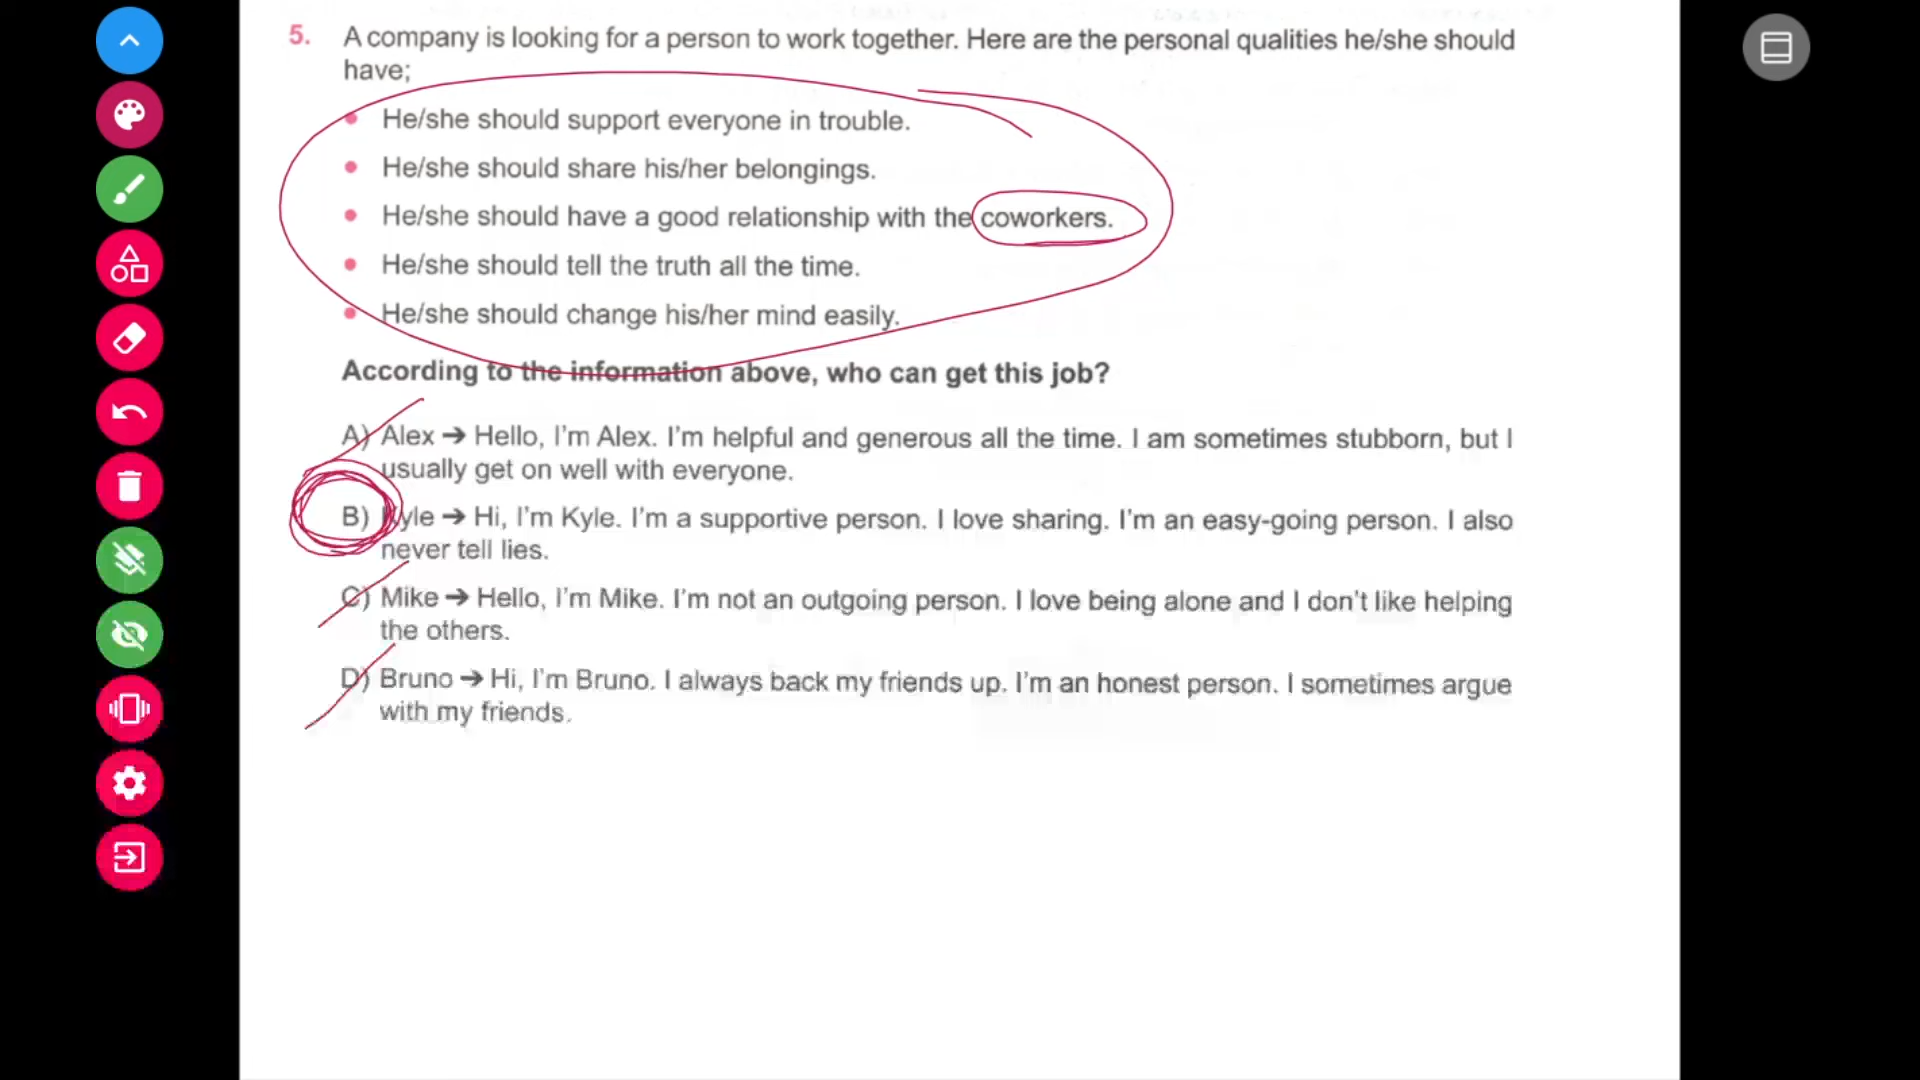 5. A company is looking for a person to work together. Here are the personal qualities he/she should
have;
• He/she should support everyone in trouble.
• He/she should share his/her belongings.
• He/she should have a good relationship with the coworkers.
• He/she should tell the truth all the time.
• He/she should change his/her mind easily.
According to the information above, who can get this job?
A) Alex ➔ Hello, I'm Alex. I'm helpful and generous all the time. I am sometimes stubborn, but I
usually get on well with everyone.
B) Kyle ➔ Hi, I'm Kyle. I'm a supportive person. I love sharing. I'm an easy-going person. I also
never tell lies.
C) Mike ➔ Hello, I'm Mike. I'm not an outgoing person. I love being alone and I don't like helping
the others.
D) Bruno ➔ Hi, I'm Bruno. I always back my friends up. I'm an honest person. I sometimes argue
with my friends.